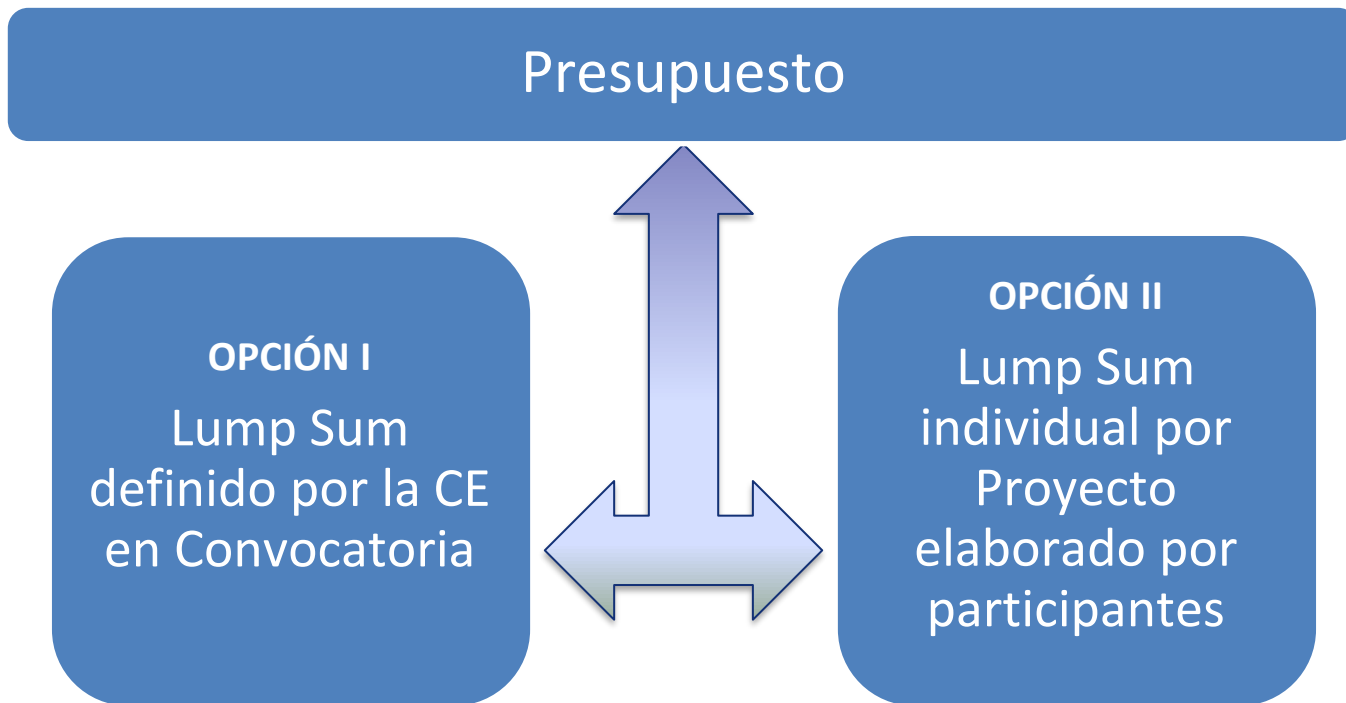 Presupuesto
OPCIÓN I
Lump Sum
definido por la CE
en Convocatoria
OPCIÓN II
Lump Sum
individual por
Proyecto
elaborado por
participantes